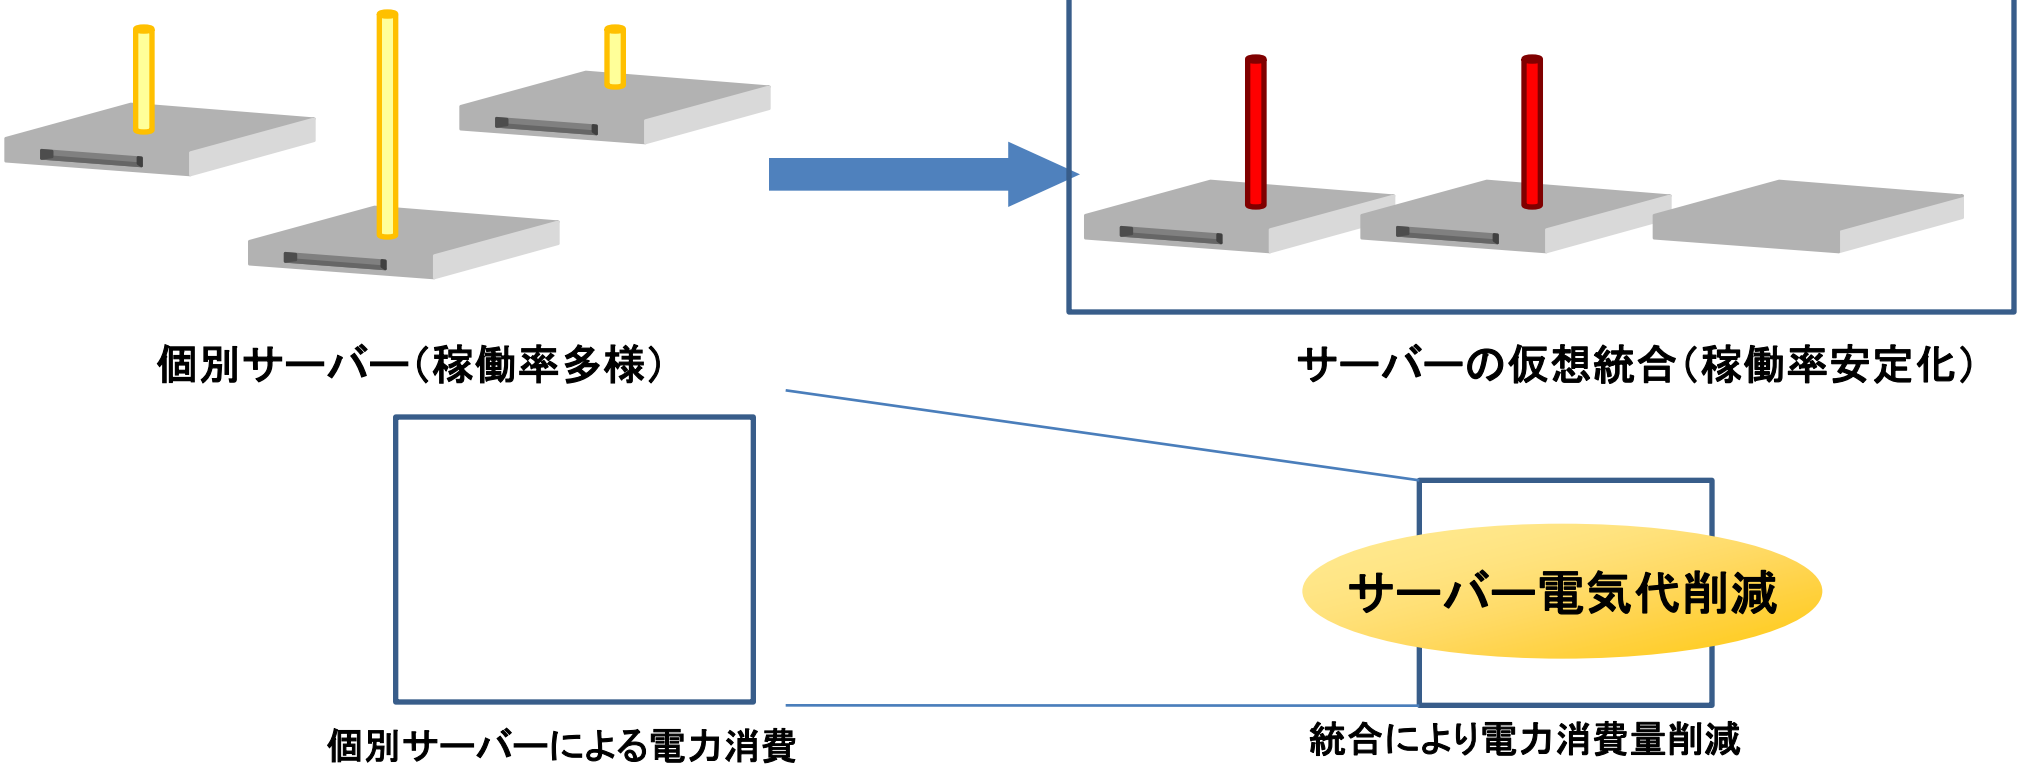 個別サーバー（稼働率多様）
サーバーの仮想統合（稼働率安定化）
サーバー電気代削減
個別サーバーによる電力消費
統合により電力消費量削減